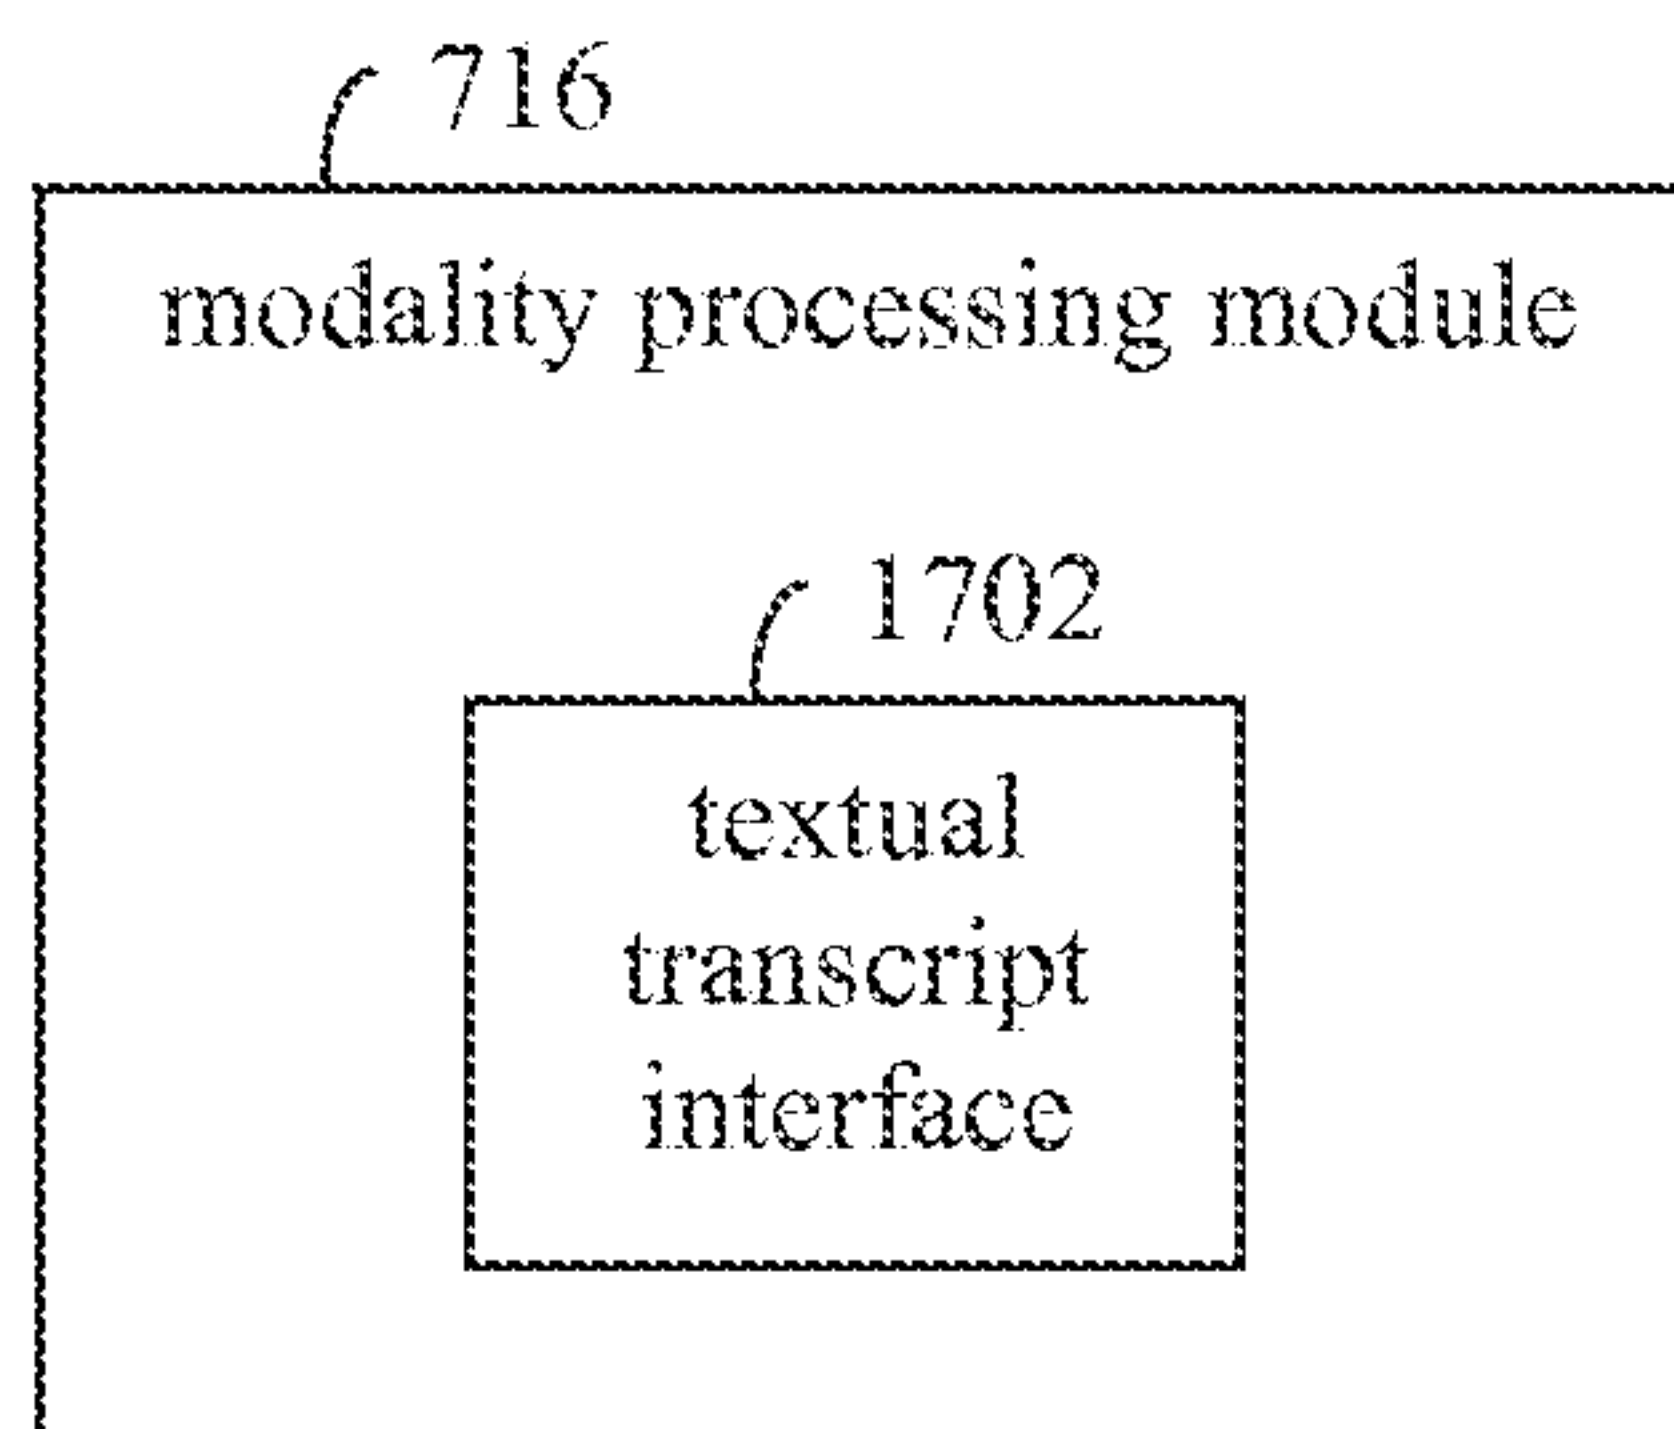 716
modality processing module
1702
textual
transcript
interface